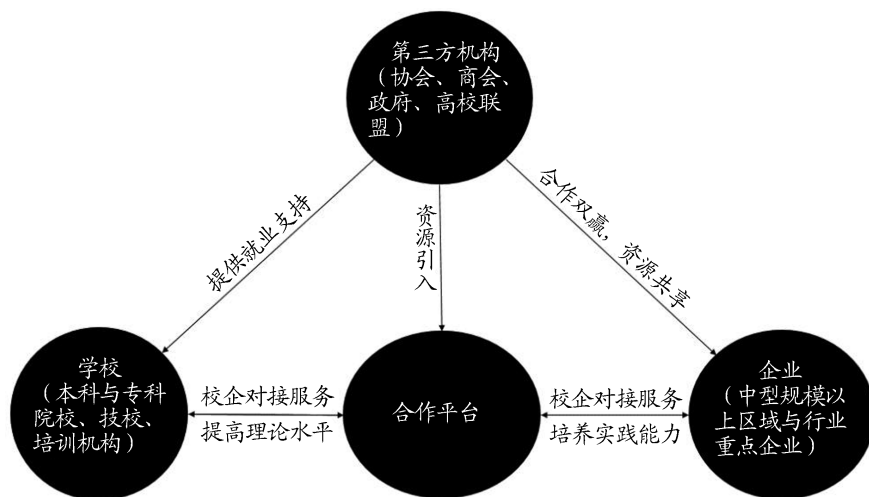 第三方机构
（协会、商会、
政府、高校联
盟）
提供就业支持
资源引入
合作双赢，资源共享
学校
（本科与专科
院校、技校、
培训机构）
校企对接服务
提高理论水平
合作平台
校企对接服务
培养实践能力
企业
（中型规模以
上区域与行业
重点企业）